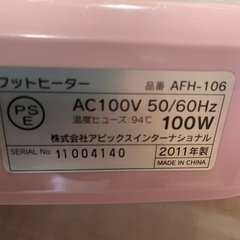 フットヒーター 品番 AFH-106
PS
E
AC100V 50/60Hz
温度ヒューズ:94℃ 100W
株式会社アピックスインターナショナル
SERIAL No. 11004140 2011年製
MADE IN CHINA